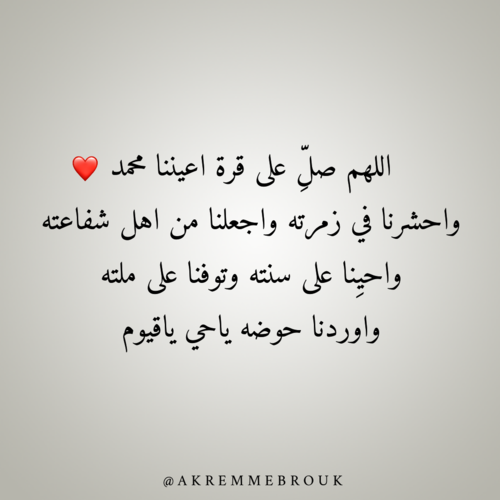 اللهم صلِّ على قرة اعيننا محمد ❤️
واحشرنا في زمرته واجعلنا من اهل شفاعته
واحيِنا على سنته وتوفنا على ملته
واوردنا حوضه ياحي ياقيوم
@AKREMMEBROUK